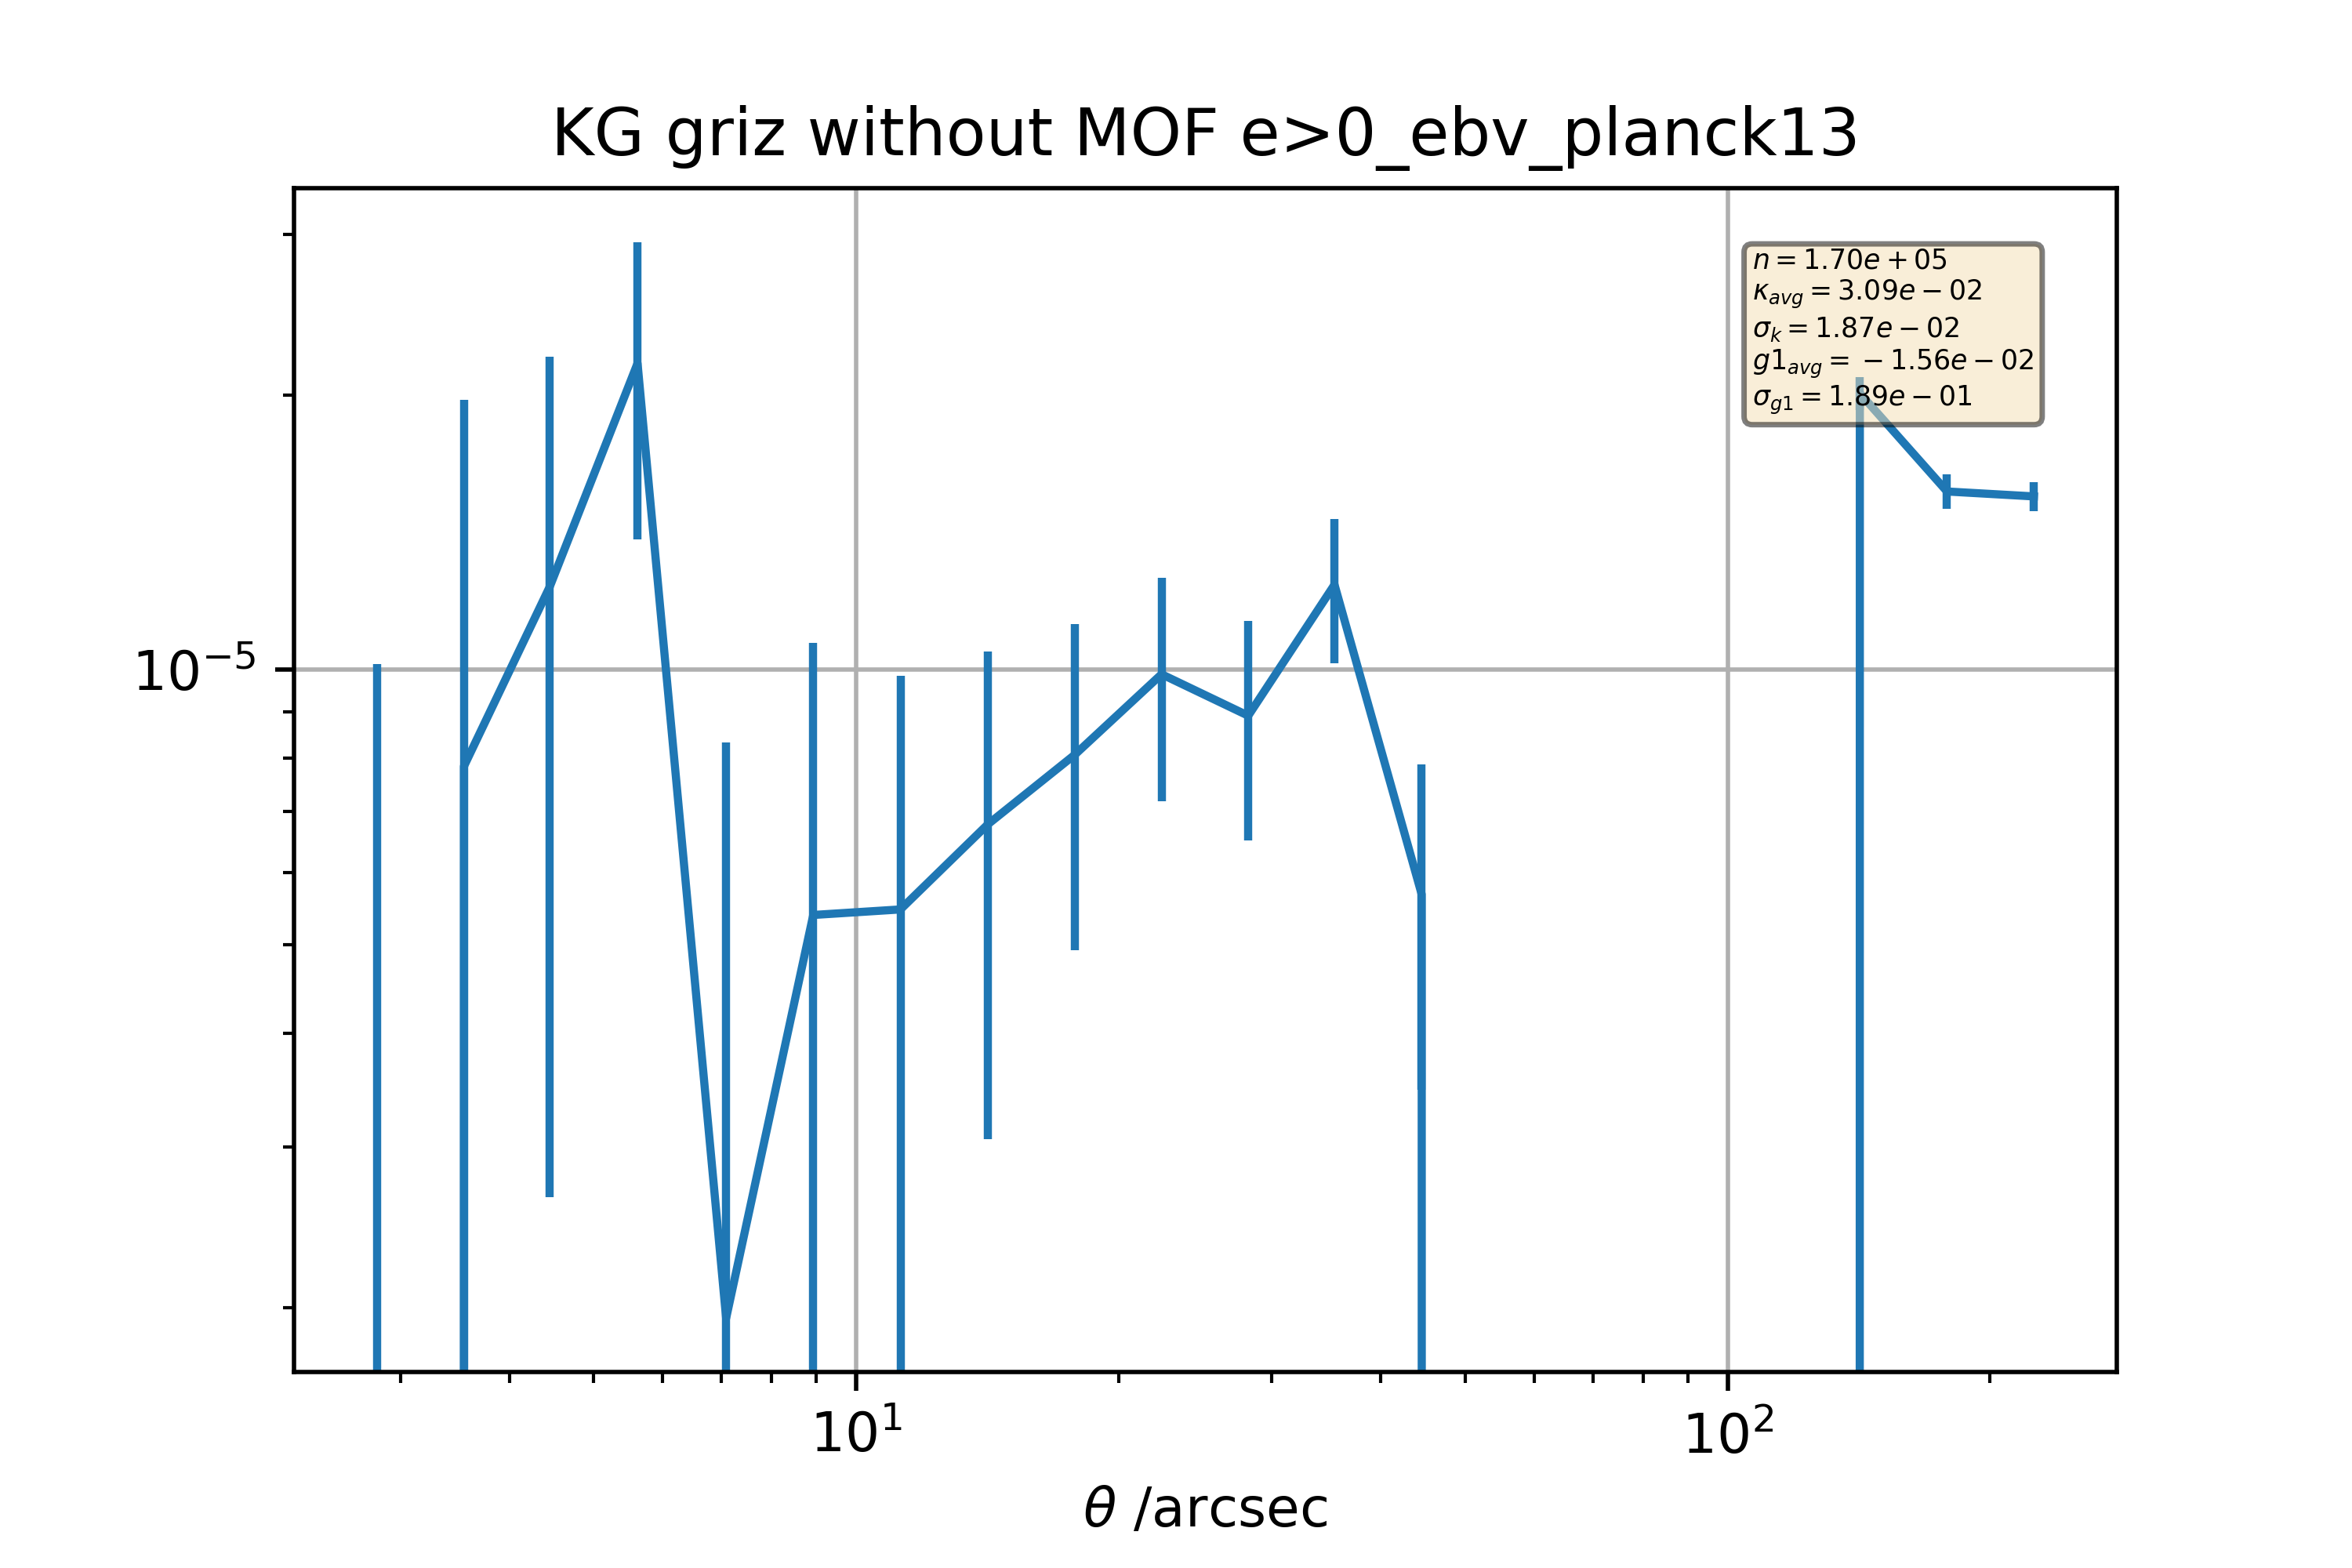 KG griz without MOF e>0_ebv_planck13
n = 1.70e + 05
κ_avg = 3.09e − 02
σ_k = 1.87e − 02
g1_avg = − 1.56e − 02
σ_g1 = 1.89e − 01
10⁻⁵
10¹ 10²
θ /arcsec